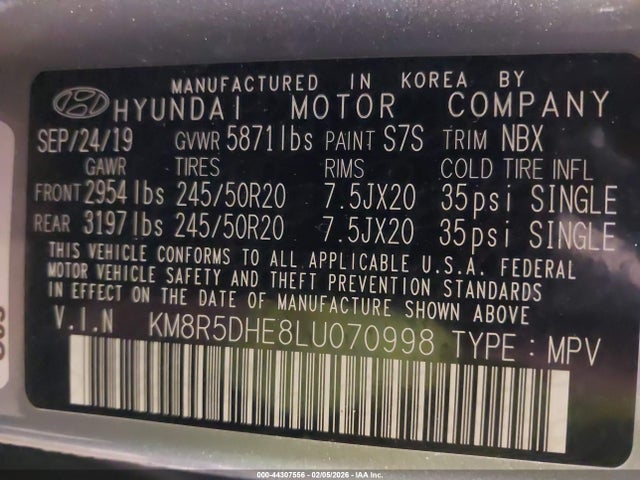 MANUFACTURED IN KOREA BY
HYUNDAI MOTOR COMPANY
SEP/24/19 GVWR 5871lbs PAINT S7S TRIM NBX
GAWR TIRES RIMS COLD TIRE INFL
FRONT 2954lbs 245/50R20 7.5JX20 35psi SINGLE
REAR 3197lbs 245/50R20 7.5JX20 35psi SINGLE
THIS VEHICLE CONFORMS TO ALL APPLICABLE U.S.A. FEDERAL
MOTOR VEHICLE SAFETY AND THEFT PREVENTION STANDARDS
IN EFFECT ON THE DATE OF MANUFACTURE SHOWN ABOVE
V.I.N KM8R5DHE8LU070998 TYPE : MPV
000-44307556 - 02/05/2026 - IAA Inc.